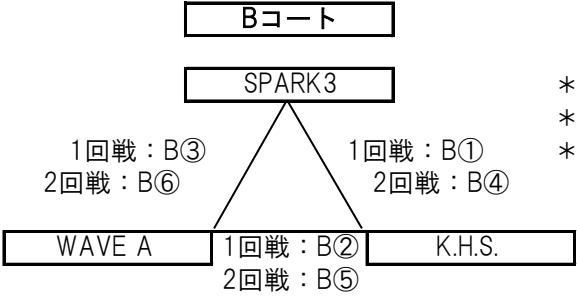 Bコート
SPARK3 ＊
＊
1回戦：B③ 1回戦：B① ＊
2回戦：B⑥ 2回戦：B④
WAVE A 1回戦：B② K.H.S.
2回戦：B⑤